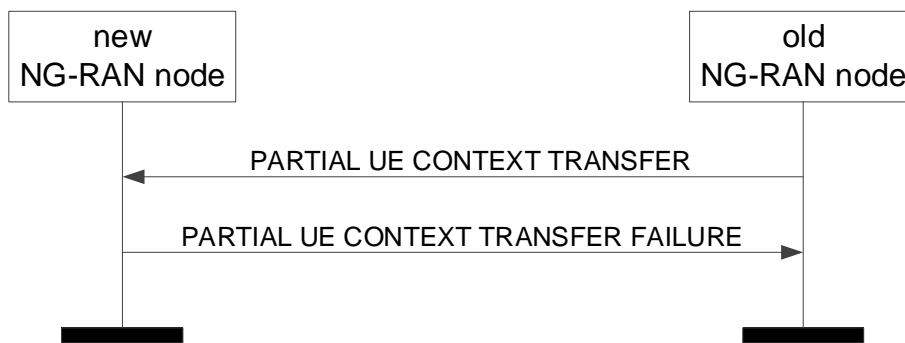 new
NG-RAN node
old
NG-RAN node
PARTIAL UE CONTEXT TRANSFER
PARTIAL UE CONTEXT TRANSFER FAILURE